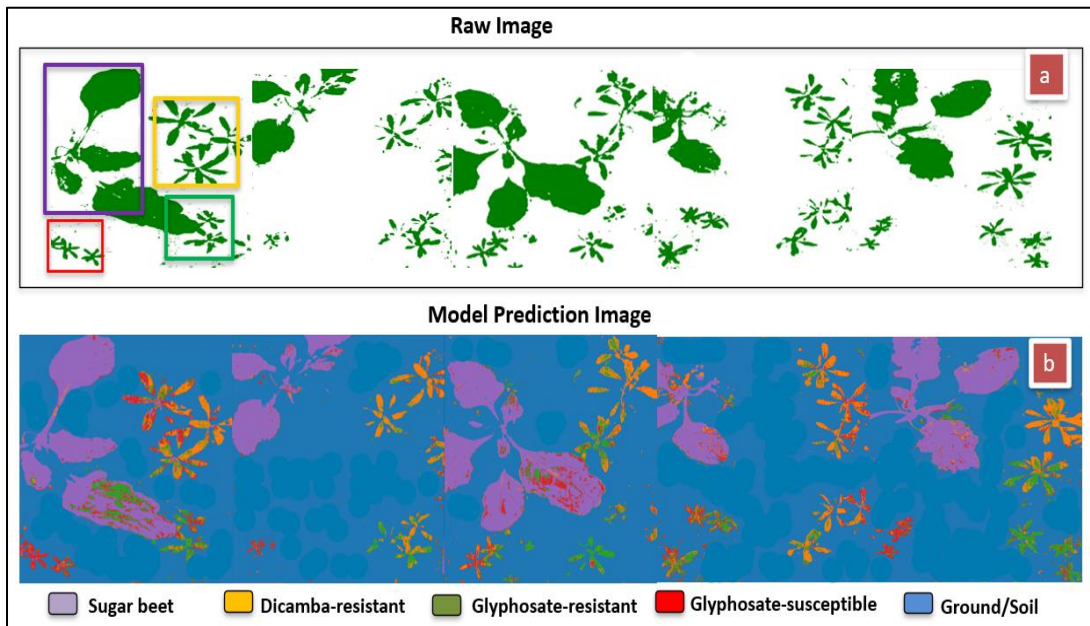 Raw Image
a
Model Prediction Image
b
Sugar beet
Dicamba-resistant
Glyphosate-resistant
Glyphosate-susceptible
Ground/Soil